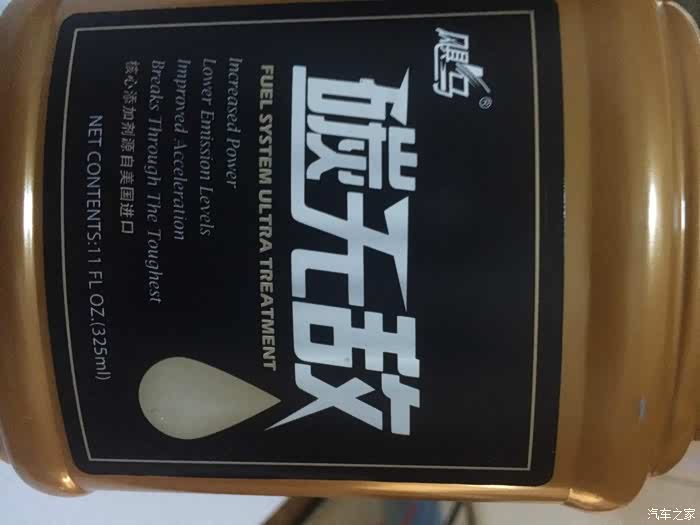 飓马®
碳无敌
FUEL SYSTEM ULTRA TREATMENT
Increased Power
Lower Emission Levels
Improved Acceleration
Breaks Through The Toughest
核心添加剂源自美国进口
NET CONTENTS:11 FL OZ.(325ml)
汽车之家